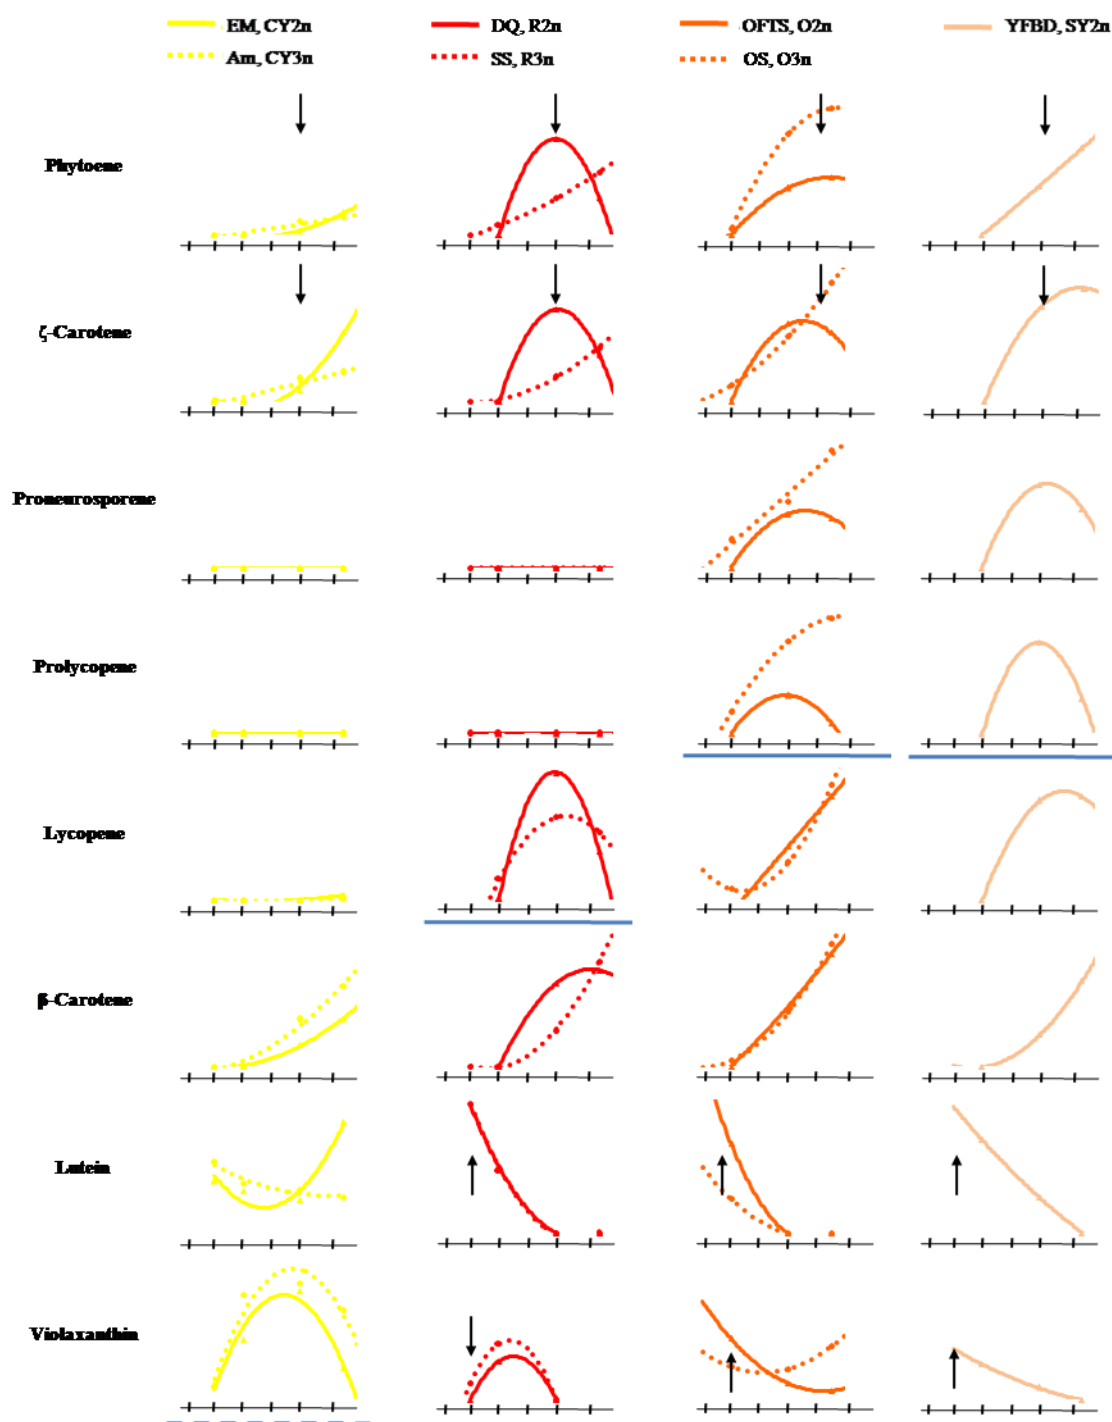 EM, CY2n
DQ, R2n
OFTS, O2n
YFBD, SY2n
Am, CY3n
SS, R3n
OS, O3n
Phytoene
ζ-Carotene
Proneurosporene
Prolycopene
Lycopene
β-Carotene
Lutein
Violaxanthin